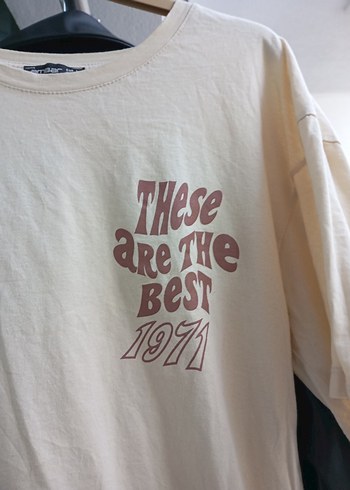 THese
aRe THe
BeST
1971